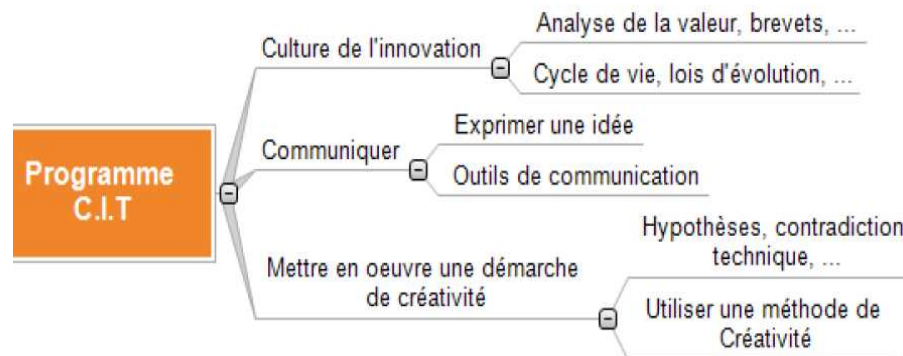 Programme
C.I.T
Culture de l'innovation
Analyse de la valeur, brevets, ...
Cycle de vie, lois d'évolution, ...
Communiquer
Exprimer une idée
Outils de communication
Mettre en oeuvre une démarche
de créativité
Hypothèses, contradiction
technique, ...
Utiliser une méthode de
Créativité